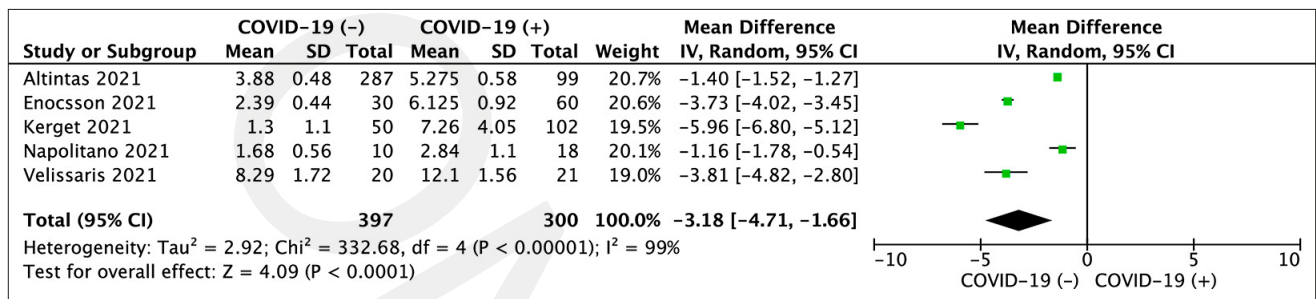 COVID-19 (-) COVID-19 (+) Mean Difference Mean Difference
Study or Subgroup Mean SD Total Mean SD Total Weight IV, Random, 95% CI IV, Random, 95% CI
Altintas 2021 3.88 0.48 287 5.275 0.58 99 20.7% −1.40 [−1.52, −1.27]
Enocsson 2021 2.39 0.44 30 6.125 0.92 60 20.6% −3.73 [−4.02, −3.45]
Kerget 2021 1.3 1.1 50 7.26 4.05 102 19.5% −5.96 [−6.80, −5.12]
Napolitano 2021 1.68 0.56 10 2.84 1.1 18 20.1% −1.16 [−1.78, −0.54]
Velissaris 2021 8.29 1.72 20 12.1 1.56 21 19.0% −3.81 [−4.82, −2.80]
Total (95% CI) 397 300 100.0% −3.18 [−4.71, −1.66]
Heterogeneity: Tau² = 2.92; Chi² = 332.68, df = 4 (P < 0.00001); I² = 99%
Test for overall effect: Z = 4.09 (P < 0.0001)
−10 −5 0 5 10
COVID-19 (-) COVID-19 (+)